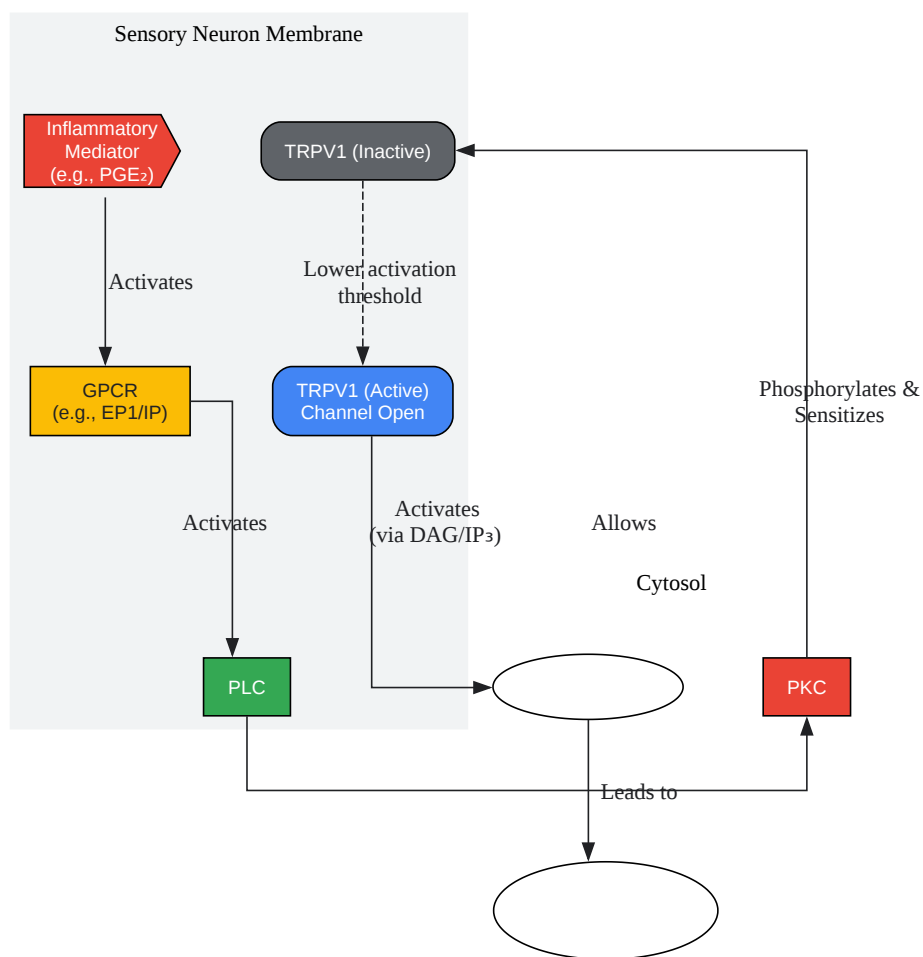 Sensory Neuron Membrane
Inflammatory
Mediator
(e.g., PGE₂)
TRPV1 (Inactive)
Activates
Lower activation
threshold
GPCR
(e.g., EP1/IP)
TRPV1 (Active)
Channel Open
Phosphorylates &
Sensitizes
Activates
Activates
(via DAG/IP₃)
Allows
Cytosol
PLC
PKC
Leads to